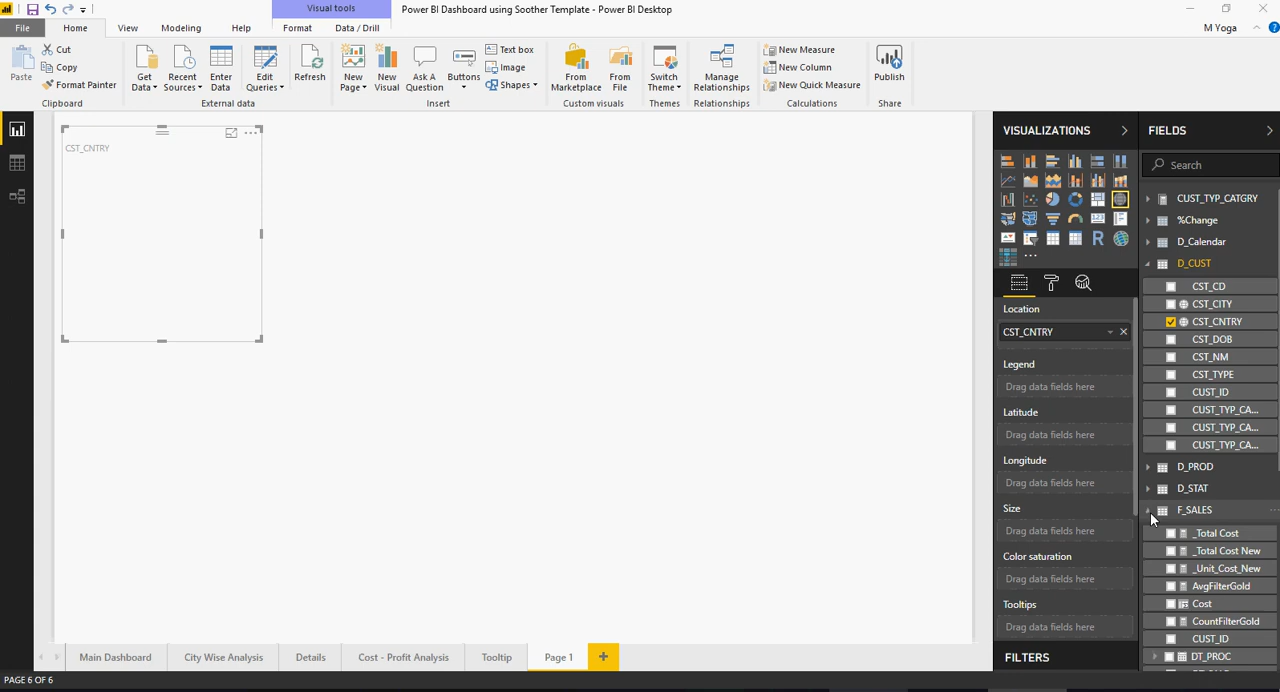 Visual tools
Power BI Dashboard using Soother Template - Power BI Desktop
File
Home
View
Modeling
Help
Format
Data / Drill
M Yoga
Paste
Cut
Copy
Format Painter
Clipboard
Get Data
Recent Sources
Enter Data
Edit Queries
Refresh
External data
New Page
New Visual
Ask A Question
Buttons
Text box
Image
Shapes
Insert
From Marketplace
From File
Custom visuals
Switch Theme
Themes
Manage Relationships
Relationships
New Measure
New Column
New Quick Measure
Calculations
Publish
Share
CST_CNTRY
VISUALIZATIONS
Location
CST_CNTRY
Legend
Drag data fields here
Latitude
Drag data fields here
Longitude
Drag data fields here
Size
Drag data fields here
Color saturation
Drag data fields here
Tooltips
Drag data fields here
FILTERS
FIELDS
Search
CUST_TYP_CATGRY
%Change
D_Calendar
D_CUST
CST_CD
CST_CITY
CST_CNTRY
CST_DOB
CST_NM
CST_TYPE
CUST_ID
CUST_TYP_CA...
CUST_TYP_CA...
CUST_TYP_CA...
D_PROD
D_STAT
F_SALES
_Total Cost
_Total Cost New
_Unit_Cost_New
AvgFilterGold
Cost
CountFilterGold
CUST_ID
DT_PROC
Main Dashboard
City Wise Analysis
Details
Cost - Profit Analysis
Tooltip
Page 1
PAGE 6 OF 6